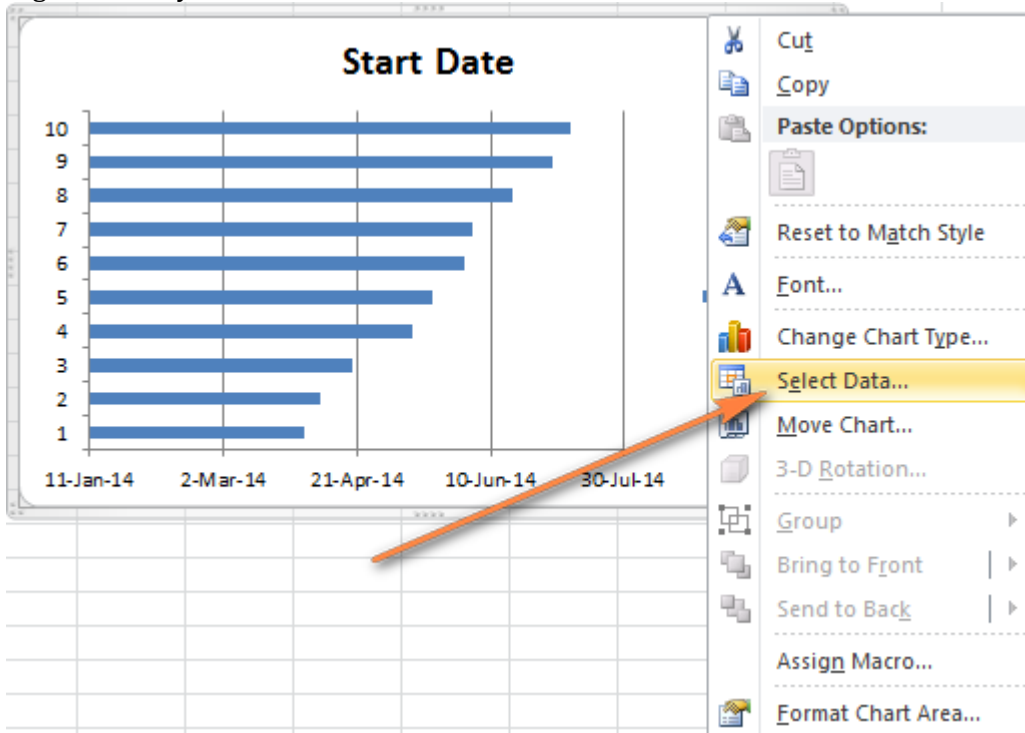 Start Date
10
9
8
7
6
5
4
3
2
1
11-Jan-14 2-Mar-14 21-Apr-14 10-Jun-14 30-Jul-14
Cut
Copy
Paste Options:
Reset to Match Style
Font...
Change Chart Type...
Select Data...
Move Chart...
3-D Rotation...
Group
Bring to Front
Send to Back
Assign Macro...
Format Chart Area...